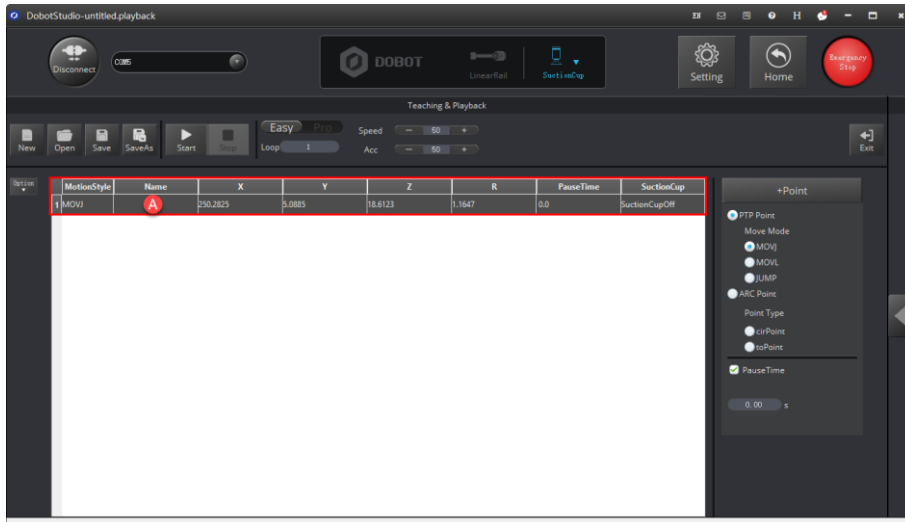 DobotStudio-untitled.playback
H
Disconnect
COM5
DOBOT
LinearRail
SuctionCup
Setting
Home
Emergency Stop
Teaching & Playback
New
Open
Save
SaveAs
Start
Stop
Easy
Pro
Loop
1
Speed
- 50 +
Acc
- 50 +
Exit
Option
MotionStyle Name X Y Z R PauseTime SuctionCup
1 MOVJ A 250.2825 5.0885 18.6123 1.1647 0.0 SuctionCupOff
+Point
PTP Point
Move Mode
MOVJ
MOVL
JUMP
ARC Point
Point Type
cirPoint
toPoint
PauseTime
0.00 s